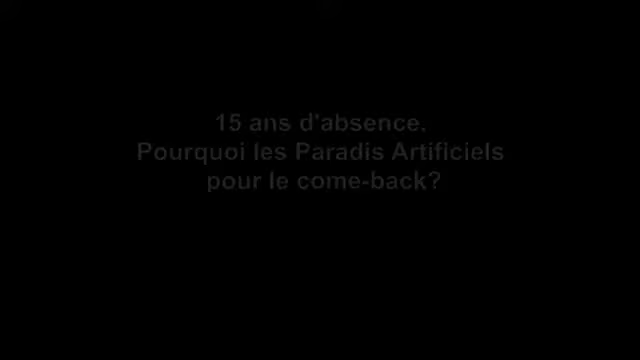 15 ans d'absence.
Pourquoi les Paradis Artificiels
pour le come-back?